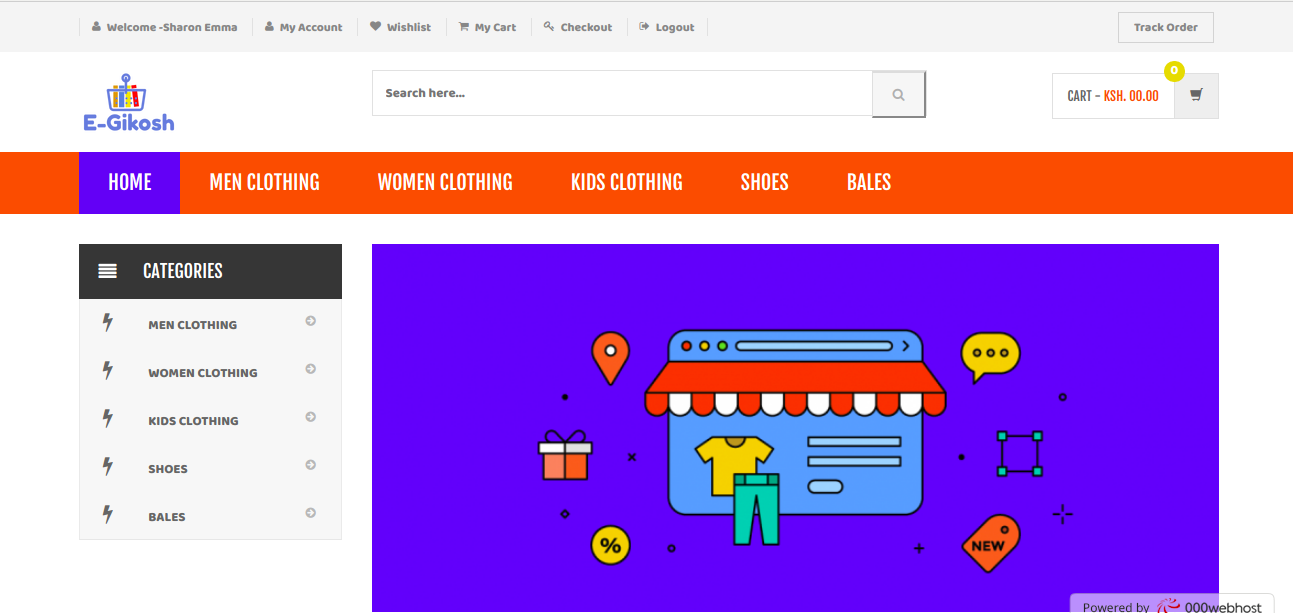 Welcome -Sharon Emma My Account Wishlist My Cart Checkout Logout Track Order
E-Gikosh
Search here...
0
CART - KSH. 00.00
HOME MEN CLOTHING WOMEN CLOTHING KIDS CLOTHING SHOES BALES
CATEGORIES
MEN CLOTHING
WOMEN CLOTHING
KIDS CLOTHING
SHOES
BALES
%
NEW
Powered by 000webhost